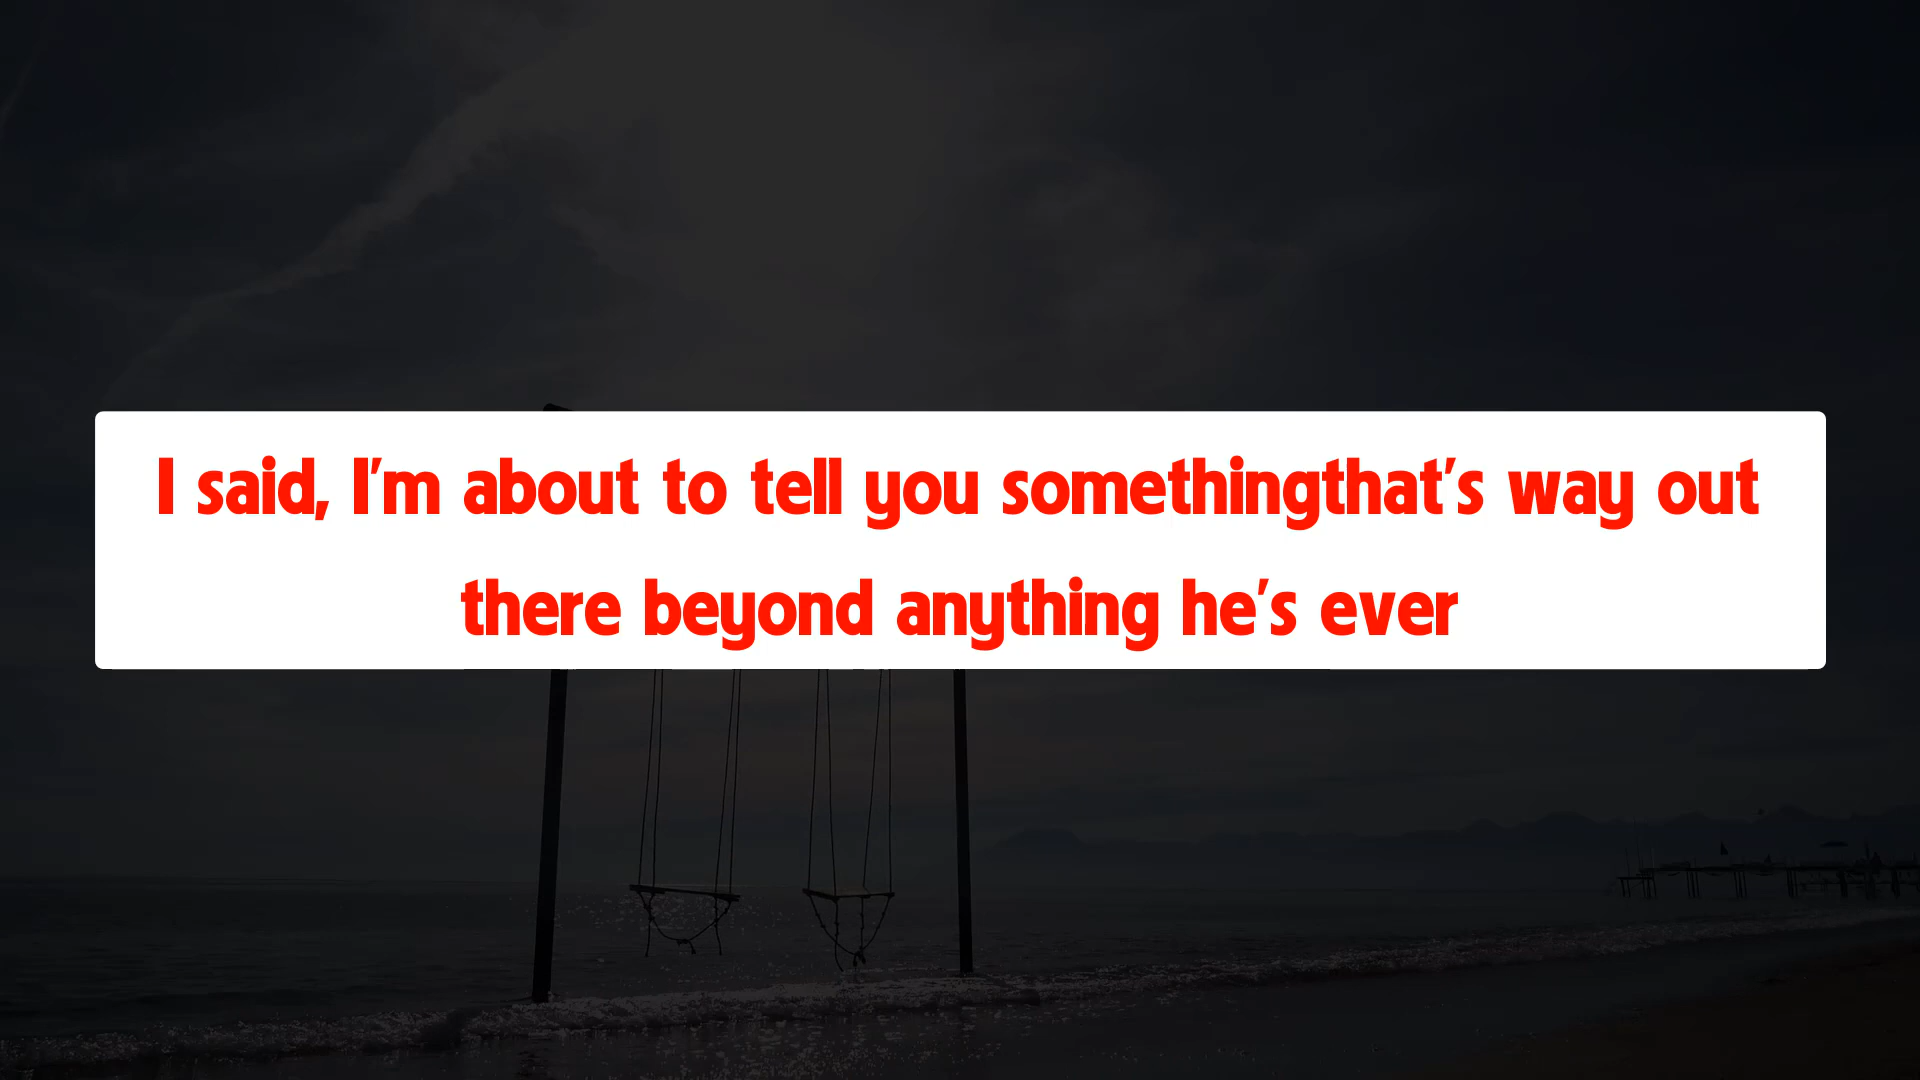 I said, I'm about to tell you somethingthat's way out
there beyond anything he's ever